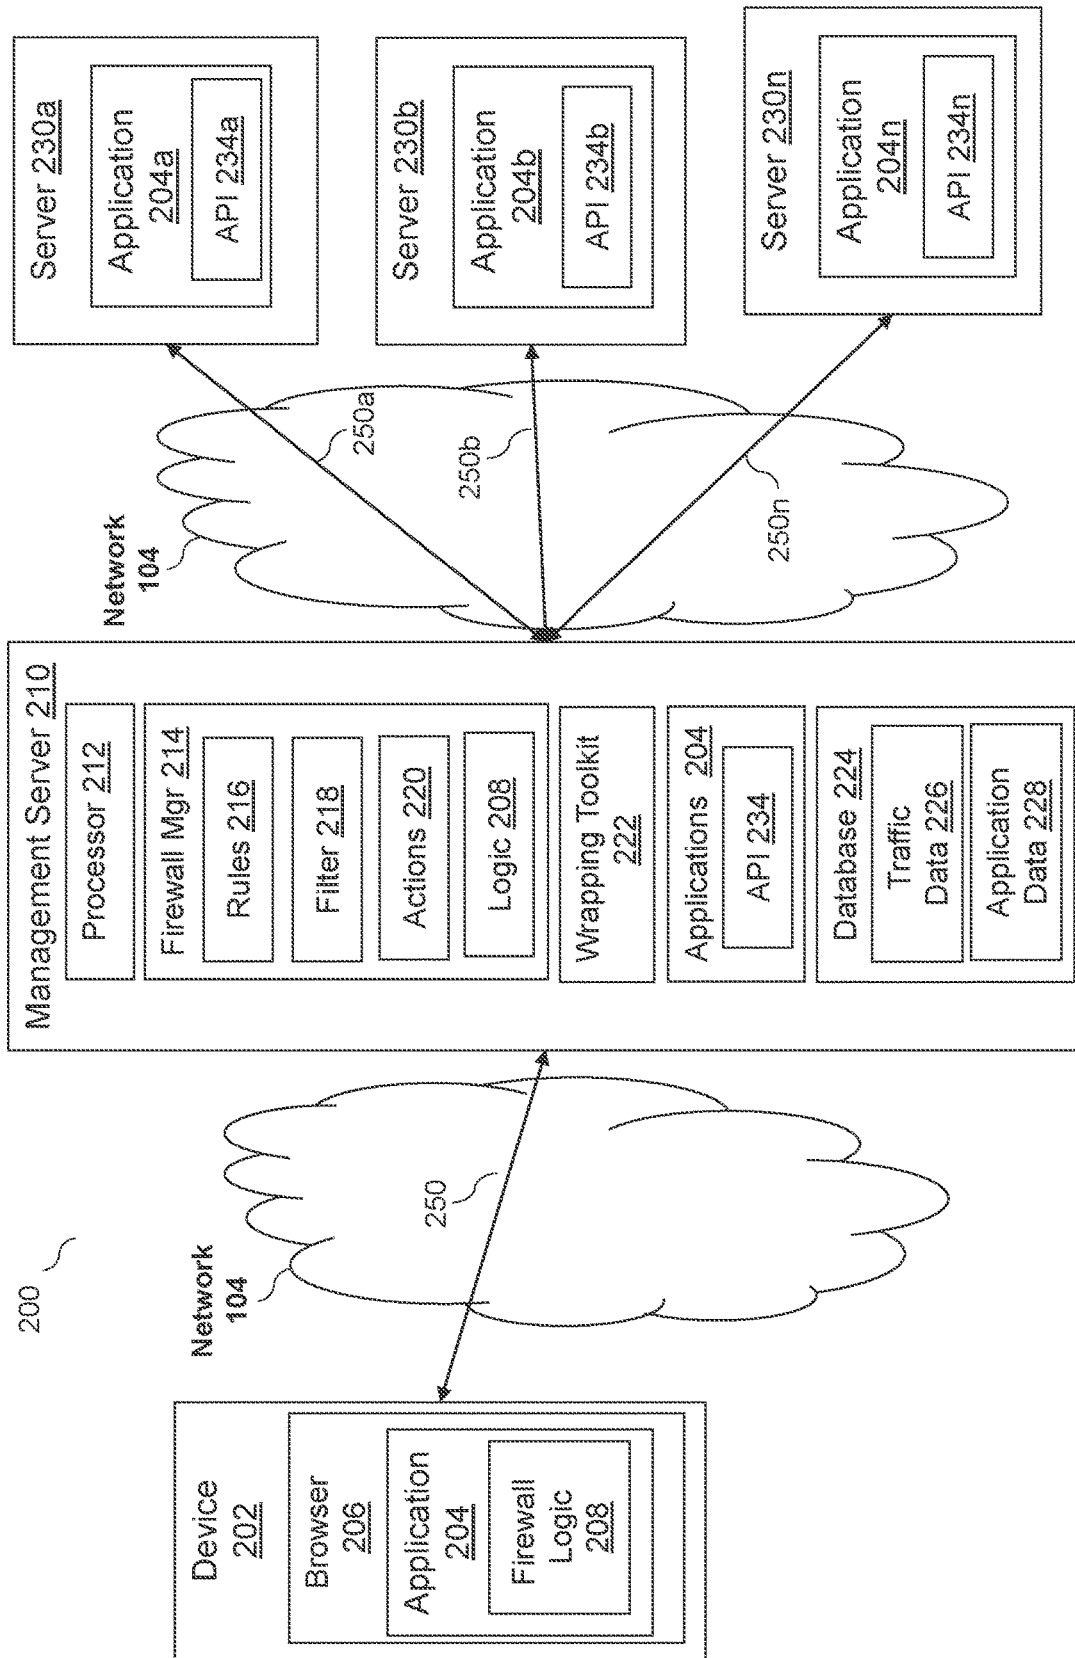 200
Device
202
Browser
206
Application
204
Firewall
Logic
208
Network
104
250
Management Server 210
Processor 212
Firewall Mgr 214
Rules 216
Filter 218
Actions 220
Logic 208
Wrapping Toolkit
222
Applications 204
API 234
Database 224
Traffic
Data 226
Application
Data 228
Network
104
250a
250b
250n
Server 230a
Application
204a
API 234a
Server 230b
Application
204b
API 234b
Server 230n
Application
204n
API 234n